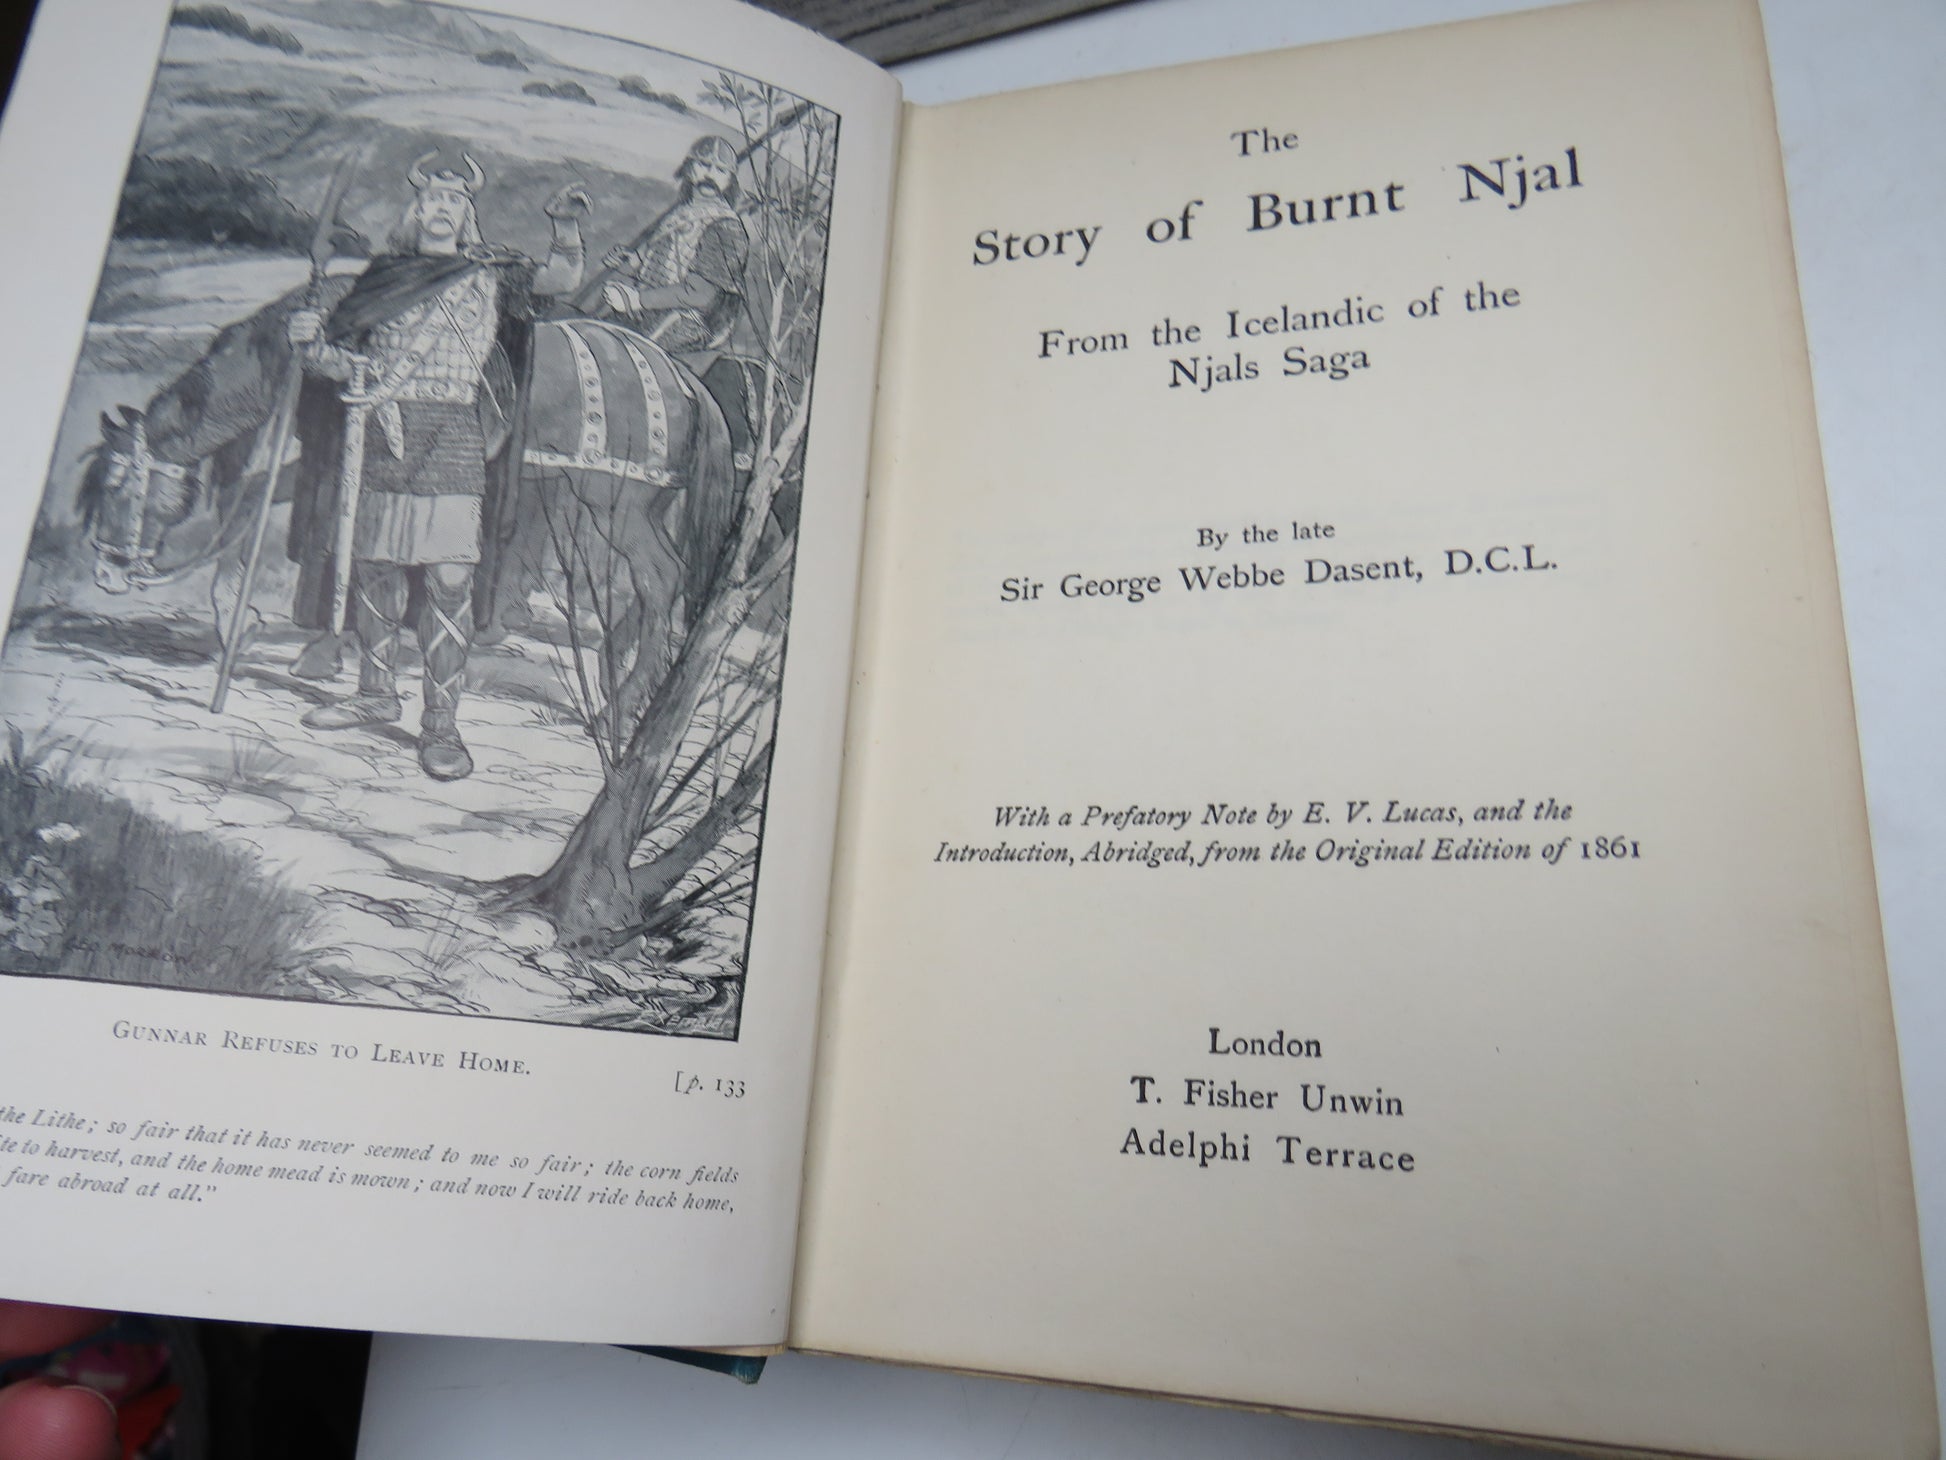 GEO MORROW
GUNNAR REFUSES TO LEAVE HOME.
[p. 133
the Lithe; so fair that it has never seemed to me so fair; the corn fields
to harvest, and the home mead is mown; and now I will ride back home,
fare abroad at all."
The
Story of Burnt Njal
From the Icelandic of the
Njals Saga
By the late
Sir George Webbe Dasent, D.C.L.
With a Prefatory Note by E. V. Lucas, and the
Introduction, Abridged, from the Original Edition of 1861
London
T. Fisher Unwin
Adelphi Terrace